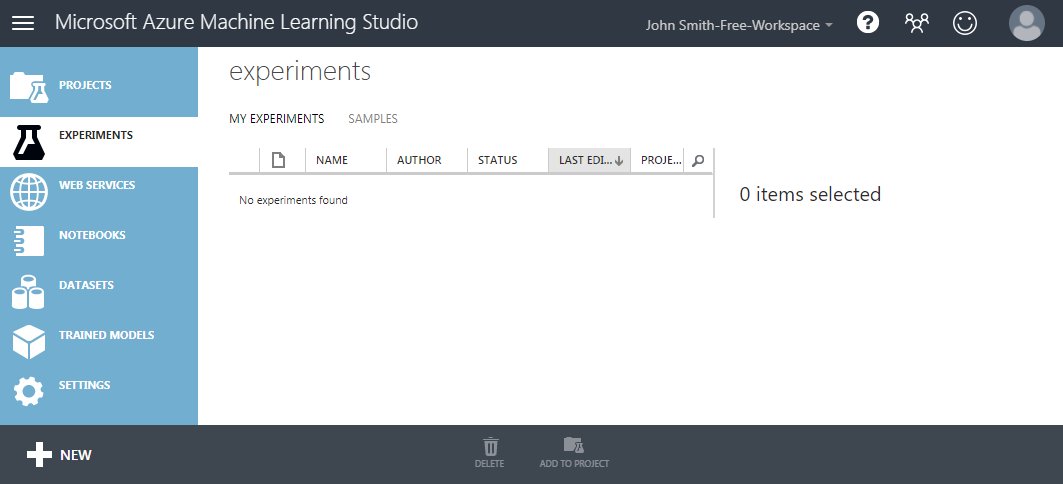 Microsoft Azure Machine Learning Studio
John Smith-Free-Workspace
?
PROJECTS
EXPERIMENTS
WEB SERVICES
NOTEBOOKS
DATASETS
TRAINED MODELS
SETTINGS
experiments
MY EXPERIMENTS SAMPLES
NAME AUTHOR STATUS LAST EDI... PROJE...
No experiments found
0 items selected
NEW
DELETE
ADD TO PROJECT